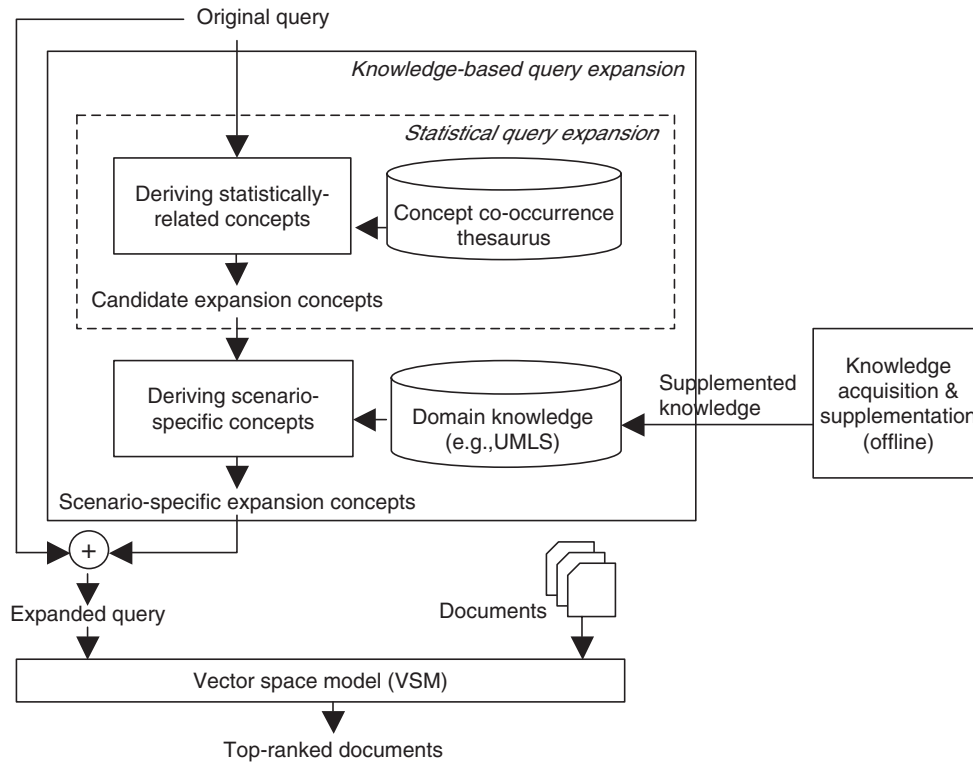 Original query
Knowledge-based query expansion
Statistical query expansion
Deriving statistically-
related concepts
Concept co-occurrence
thesaurus
Candidate expansion concepts
Deriving scenario-
specific concepts
Domain knowledge
(e.g.,UMLS)
Supplemented
knowledge
Knowledge
acquisition &
supplementation
(offline)
Scenario-specific expansion concepts
+
Expanded query
Documents
Vector space model (VSM)
Top-ranked documents